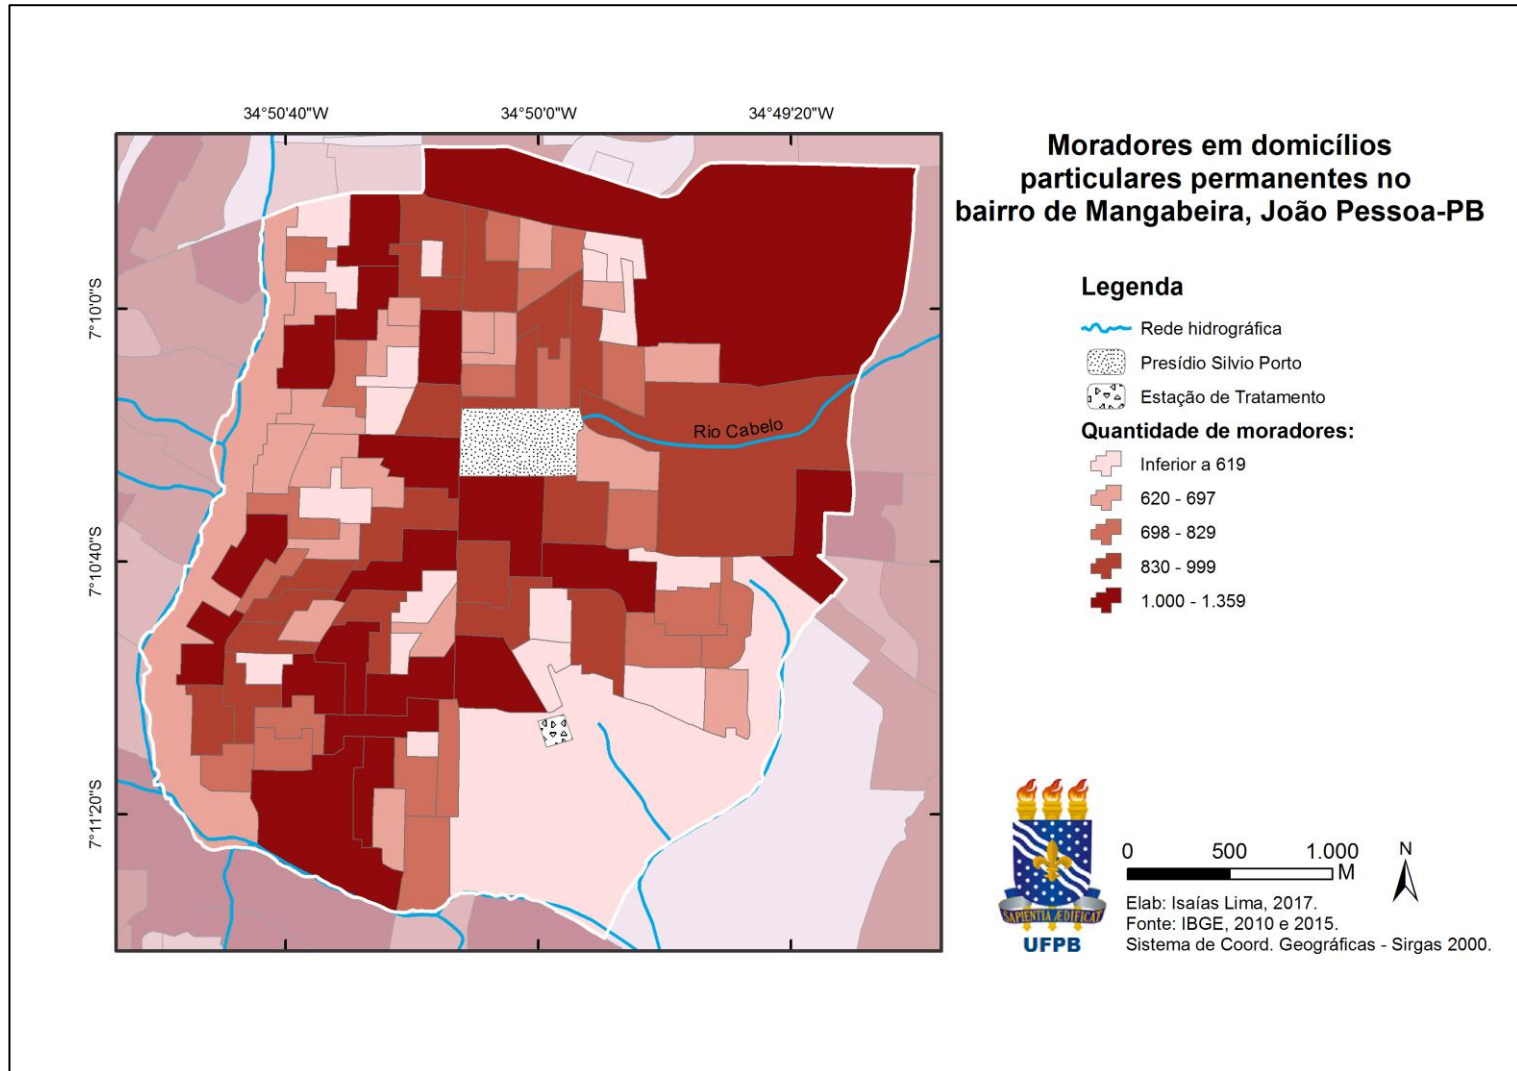 34°50'40"W
34°50'0"W
34°49'20"W
7°10'0"S
7°10'40"S
7°11'20"S
Rio Cabelo
Moradores em domicílios
particulares permanentes no
bairro de Mangabeira, João Pessoa-PB
Legenda
Rede hidrográfica
Presídio Silvio Porto
Estação de Tratamento
Quantidade de moradores:
Inferior a 619
620 - 697
698 - 829
830 - 999
1.000 - 1.359
SAPIENTIA ÆDIFICAT
UFPB
0 500 1.000
M
N
Elab: Isaías Lima, 2017.
Fonte: IBGE, 2010 e 2015.
Sistema de Coord. Geográficas - Sirgas 2000.